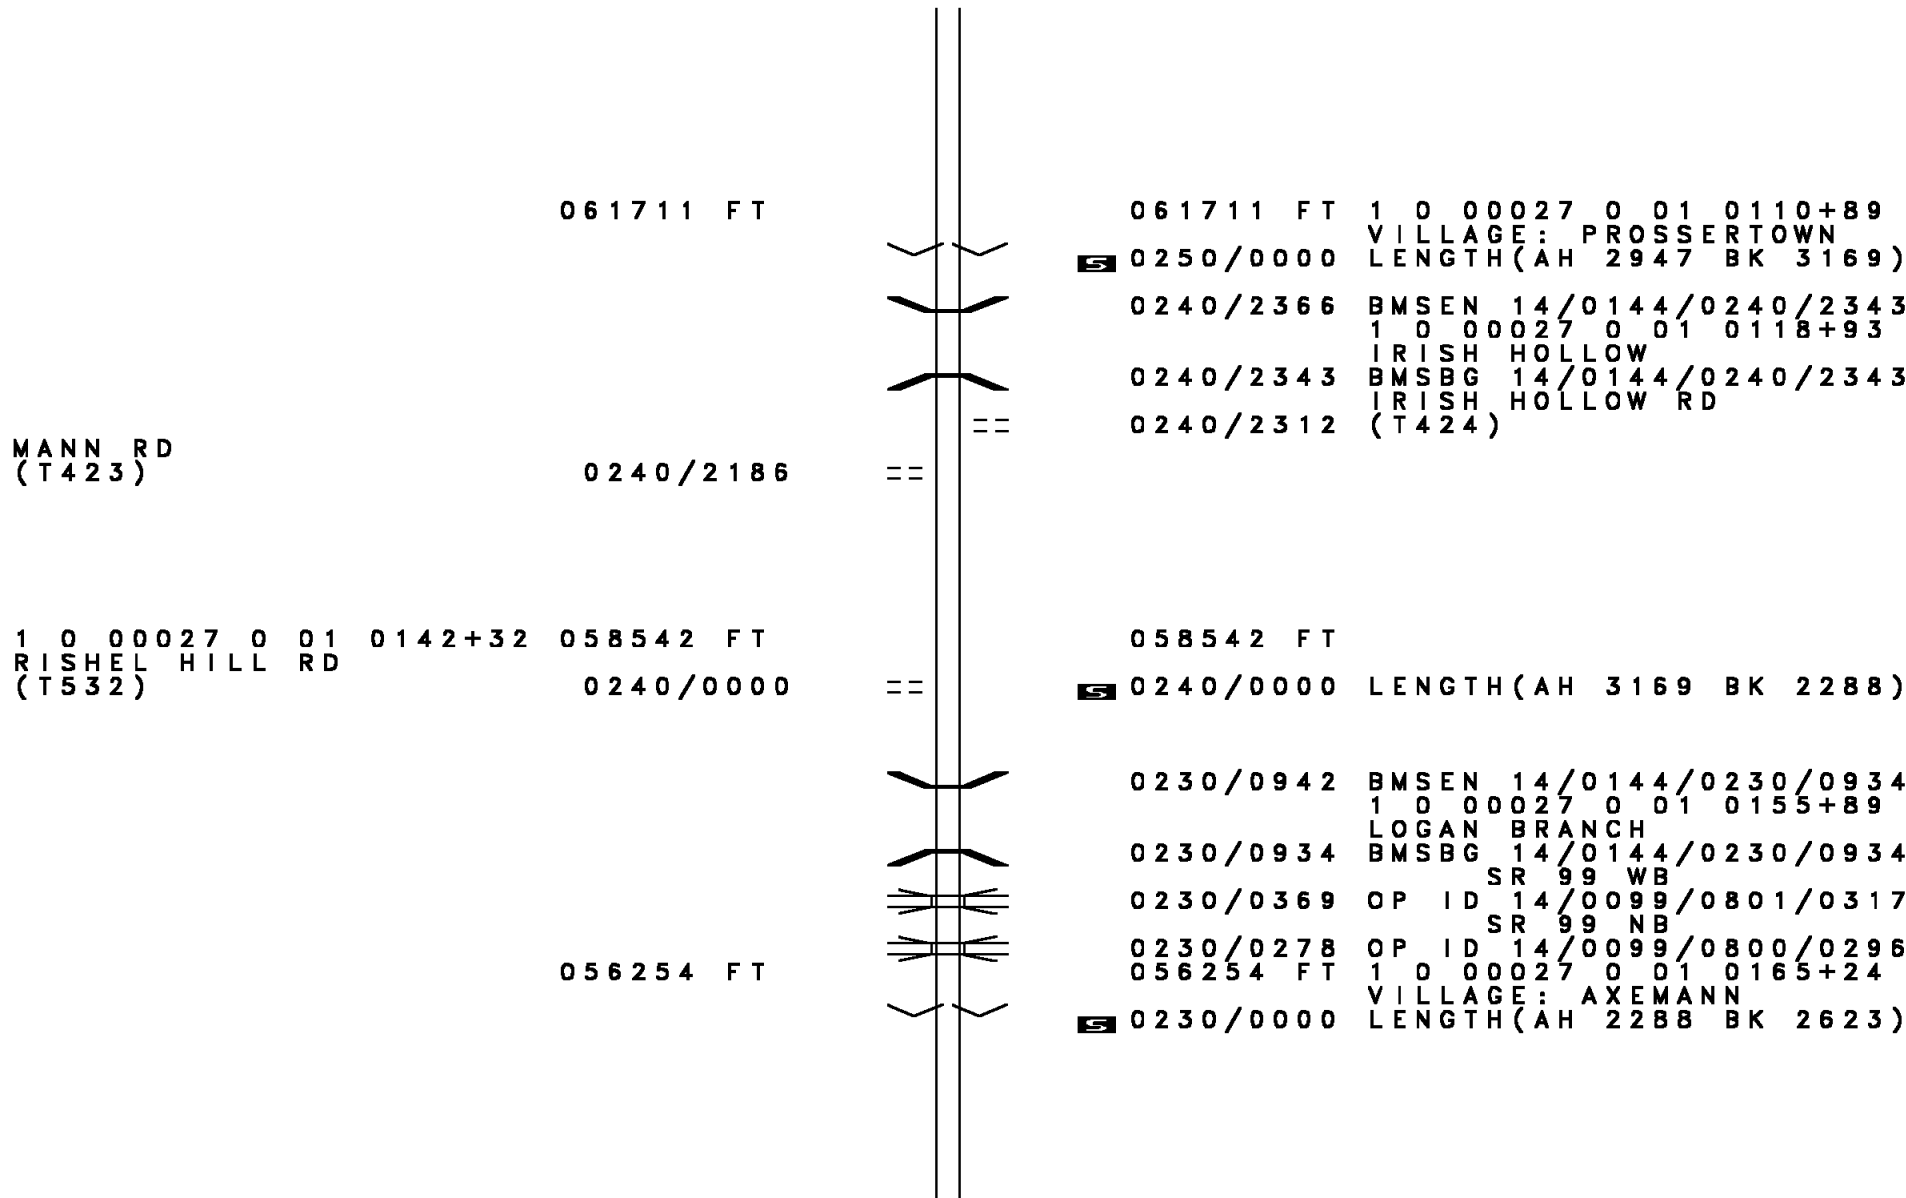 061711 FT 061711 FT 1 0 00027 0 01 0110+89
VILLAGE: PROSSERTOWN
S 0250/0000 LENGTH(AH 2947 BK 3169)
0240/2366 BMSEN 14/0144/0240/2343
1 0 00027 0 01 0118+93
IRISH HOLLOW
0240/2343 BMSBG 14/0144/0240/2343
IRISH HOLLOW RD
0240/2312 (T424)
MANN RD
(T423) 0240/2186
1 0 00027 0 01 0142+32 058542 FT 058542 FT
RISHEL HILL RD
(T532) 0240/0000 S 0240/0000 LENGTH(AH 3169 BK 2288)
0230/0942 BMSEN 14/0144/0230/0934
1 0 00027 0 01 0155+89
LOGAN BRANCH
0230/0934 BMSBG 14/0144/0230/0934
SR 99 WB
0230/0369 OP ID 14/0099/0801/0317
SR 99 NB
0230/0278 OP ID 14/0099/0800/0296
056254 FT 056254 FT 1 0 00027 0 01 0165+24
VILLAGE: AXEMANN
S 0230/0000 LENGTH(AH 2288 BK 2623)